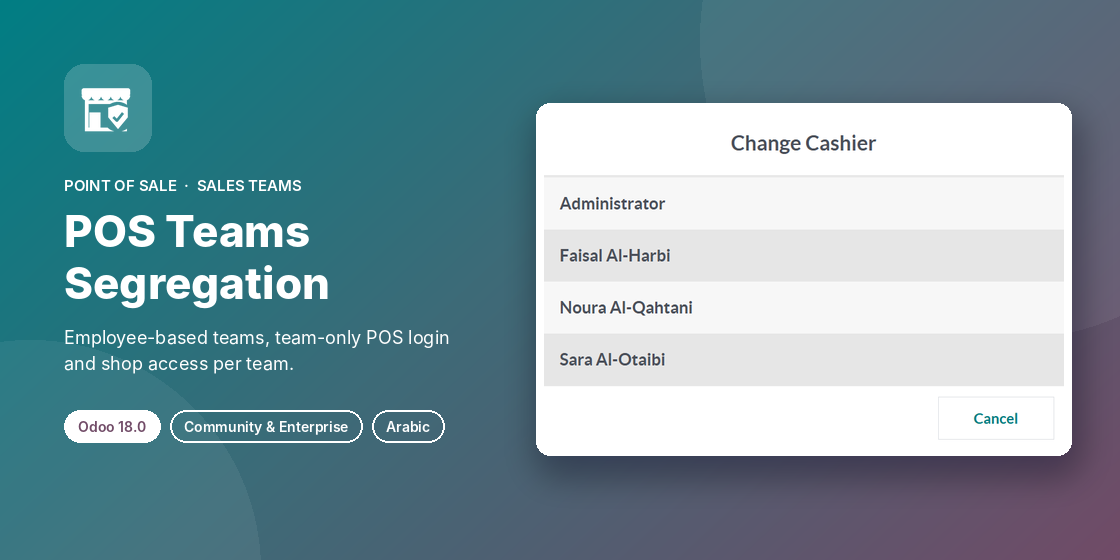 POINT OF SALE · SALES TEAMS
POS Teams
Segregation
Employee-based teams, team-only POS login
and shop access per team.
Odoo 18.0
Community & Enterprise
Arabic
Change Cashier
Administrator
Faisal Al-Harbi
Noura Al-Qahtani
Sara Al-Otaibi
Cancel